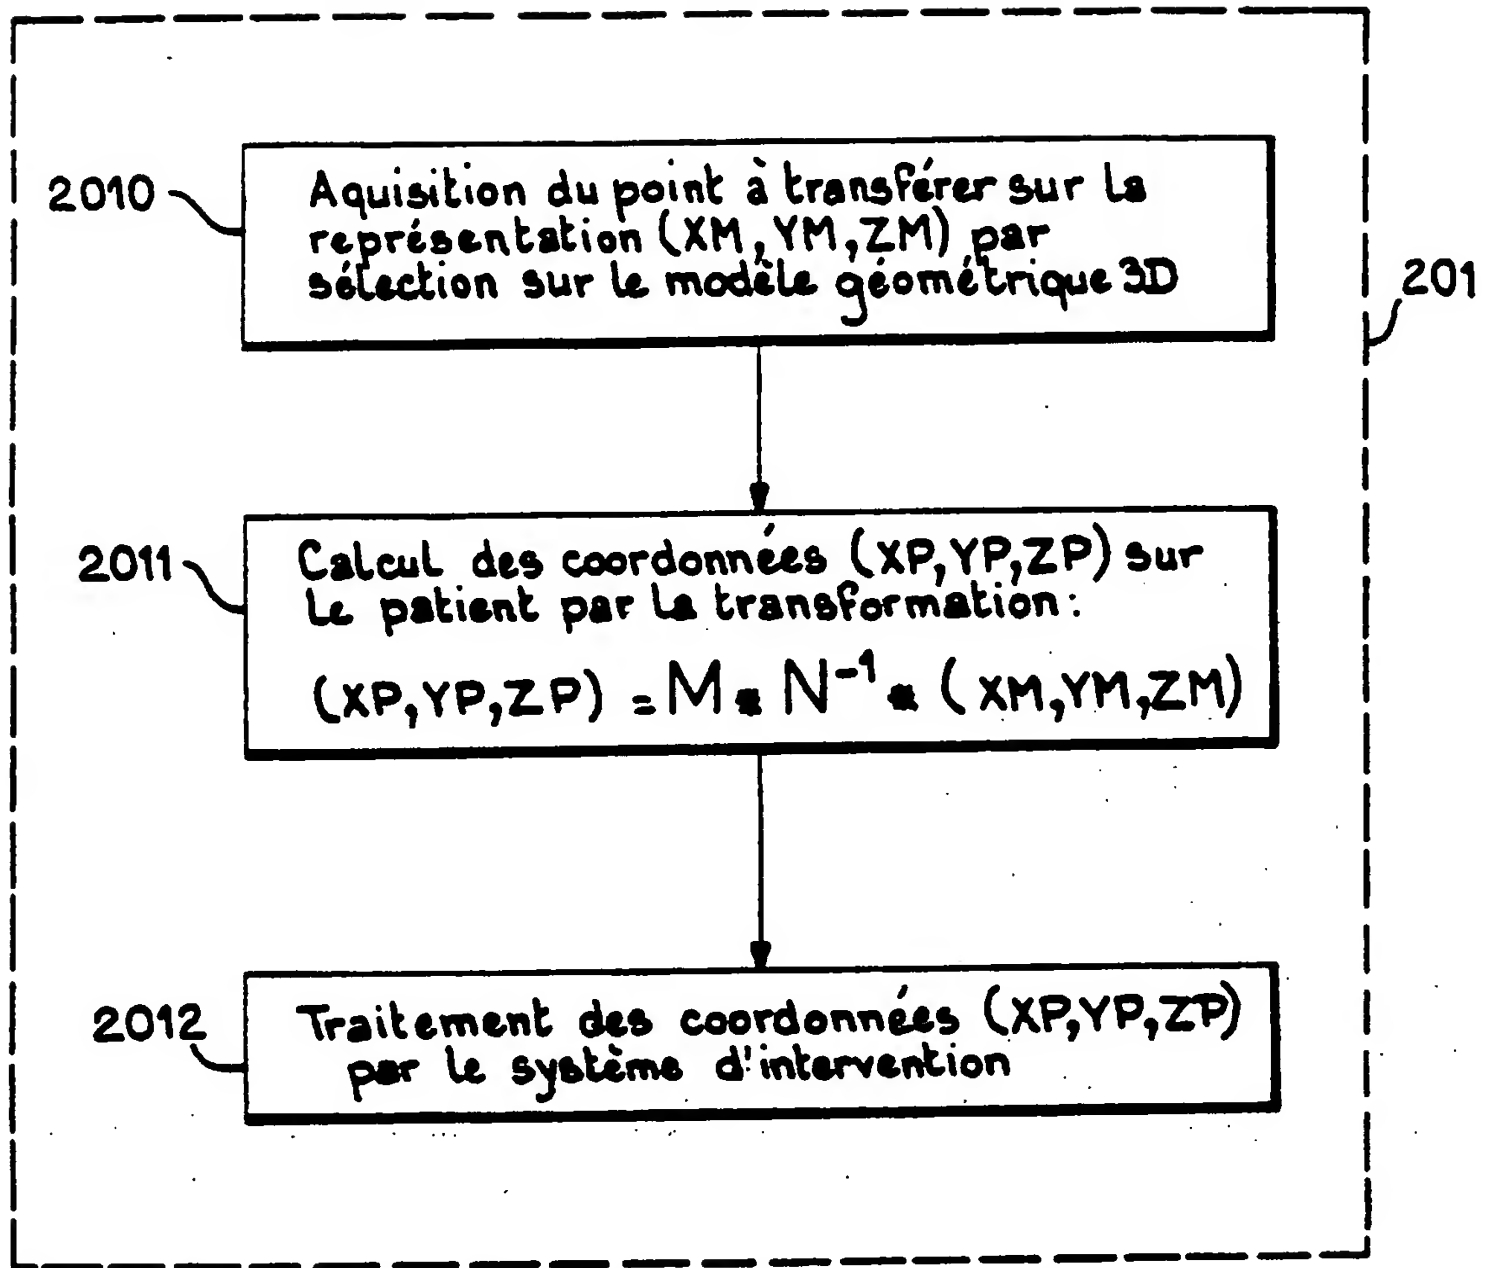 2010
Aquisition du point à transférer sur la
représentation (XM, YM, ZM) par
sélection sur le modèle géométrique 3D
201
2011
Calcul des coordonnées (XP, YP, ZP) sur
le patient par la transformation :
(XP, YP, ZP) = M * N⁻¹ * (XM, YM, ZM)
2012
Traitement des coordonnées (XP, YP, ZP)
par le système d'intervention